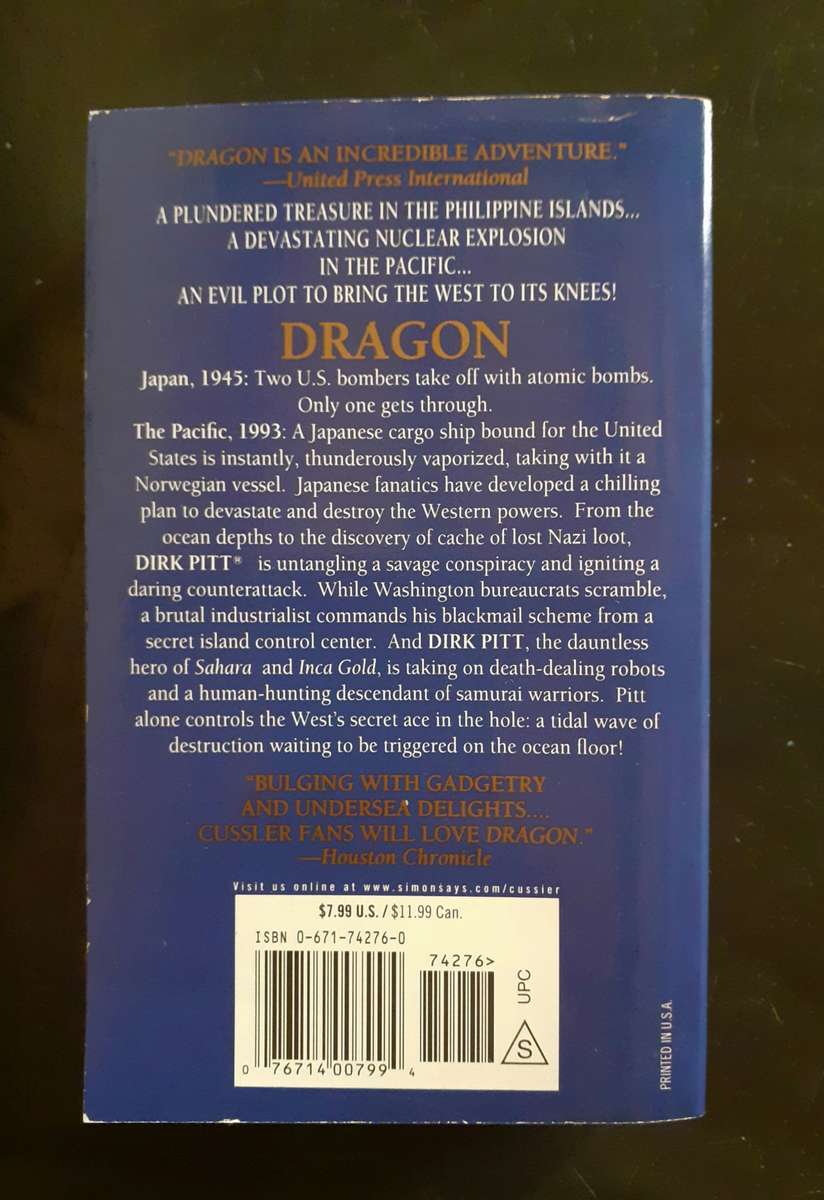 "DRAGON IS AN INCREDIBLE ADVENTURE."
—United Press International
A PLUNDERED TREASURE IN THE PHILIPPINE ISLANDS...
A DEVASTATING NUCLEAR EXPLOSION
IN THE PACIFIC...
AN EVIL PLOT TO BRING THE WEST TO ITS KNEES!
DRAGON
Japan, 1945: Two U.S. bombers take off with atomic bombs.
Only one gets through.
The Pacific, 1993: A Japanese cargo ship bound for the United
States is instantly, thunderously vaporized, taking with it a
Norwegian vessel. Japanese fanatics have developed a chilling
plan to devastate and destroy the Western powers. From the
ocean depths to the discovery of cache of lost Nazi loot,
DIRK PITT® is untangling a savage conspiracy and igniting a
daring counterattack. While Washington bureaucrats scramble,
a brutal industrialist commands his blackmail scheme from a
secret island control center. And DIRK PITT, the dauntless
hero of Sahara and Inca Gold, is taking on death-dealing robots
and a human-hunting descendant of samurai warriors. Pitt
alone controls the West's secret ace in the hole: a tidal wave of
destruction waiting to be triggered on the ocean floor!
"BULGING WITH GADGETRY
AND UNDERSEA DELIGHTS....
CUSSLER FANS WILL LOVE DRAGON."
—Houston Chronicle
Visit us online at www.simonsays.com/cussler
$7.99 U.S. / $11.99 Can.
ISBN 0-671-74276-0
74276>
UPC
S
0 76714 00799 4
PRINTED IN U.S.A.